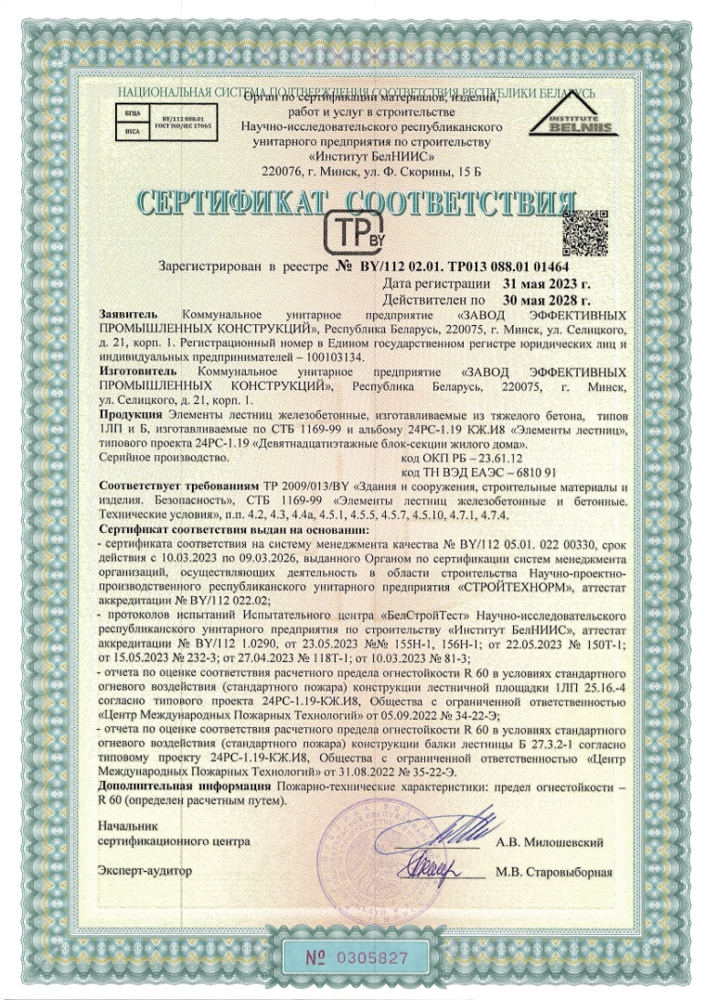 НАЦИОНАЛЬНАЯ СИСТЕМА ПОДТВЕРЖДЕНИЯ СООТВЕТСТВИЯ РЕСПУБЛИКИ БЕЛАРУСЬ
Орган по сертификации материалов, изделий,
работ и услуг в строительстве
Научно-исследовательского республиканского
унитарного предприятия по строительству
«Институт БелНИИС»
220076, г. Минск, ул. Ф. Скорины, 15 Б
БГЦА
BSCA
BY/112 088.01
ГОСТ ISO/IEC 17065
INSTITUTE
BELNIIS
СЕРТИФИКАТ СООТВЕТСТВИЯ
ТР BY
Зарегистрирован в реестре № BY/112 02.01. ТР013 088.01 01464
Дата регистрации 31 мая 2023 г.
Действителен по 30 мая 2028 г.
Заявитель Коммунальное унитарное предприятие «ЗАВОД ЭФФЕКТИВНЫХ
ПРОМЫШЛЕННЫХ КОНСТРУКЦИЙ», Республика Беларусь, 220075, г. Минск, ул. Селицкого,
д. 21, корп. 1. Регистрационный номер в Едином государственном регистре юридических лиц и
индивидуальных предпринимателей – 100103134.
Изготовитель Коммунальное унитарное предприятие «ЗАВОД ЭФФЕКТИВНЫХ
ПРОМЫШЛЕННЫХ КОНСТРУКЦИЙ», Республика Беларусь, 220075, г. Минск,
ул. Селицкого, д. 21, корп. 1.
Продукция Элементы лестниц железобетонные, изготавливаемые из тяжелого бетона, типов
1ЛП и Б, изготавливаемые по СТБ 1169-99 и альбому 24РС-1.19 КЖ.И8 «Элементы лестниц»,
типового проекта 24РС-1.19 «Девятнадцатиэтажные блок-секции жилого дома».
Серийное производство. код ОКП РБ – 23.61.12
код ТН ВЭД ЕАЭС – 6810 91
Соответствует требованиям ТР 2009/013/BY «Здания и сооружения, строительные материалы и
изделия. Безопасность», СТБ 1169-99 «Элементы лестниц железобетонные и бетонные.
Технические условия», п.п. 4.2, 4.3, 4.4а, 4.5.1, 4.5.5, 4.5.7, 4.5.10, 4.7.1, 4.7.4.
Сертификат соответствия выдан на основании:
- сертификата соответствия на систему менеджмента качества № BY/112 05.01. 022 00330, срок
действия с 10.03.2023 по 09.03.2026, выданного Органом по сертификации систем менеджмента
организаций, осуществляющих деятельность в области строительства Научно-проектно-
производственного республиканского унитарного предприятия «СТРОЙТЕХНОРМ», аттестат
аккредитации № BY/112 022.02;
- протоколов испытаний Испытательного центра «БелСтройТест» Научно-исследовательского
республиканского унитарного предприятия по строительству «Институт БелНИИС», аттестат
аккредитации № BY/112 1.0290, от 23.05.2023 №№ 155Н-1, 156Н-1; от 22.05.2023 № 150Т-1;
от 15.05.2023 № 232-3; от 27.04.2023 № 118Т-1; от 10.03.2023 № 81-3;
- отчета по оценке соответствия расчетного предела огнестойкости R 60 в условиях стандартного
огневого воздействия (стандартного пожара) конструкции лестничной площадки 1ЛП 25.16.-4
согласно типового проекта 24РС-1.19-КЖ.И8, Общества с ограниченной ответственностью
«Центр Международных Пожарных Технологий» от 05.09.2022 № 34-22-Э;
- отчета по оценке соответствия расчетного предела огнестойкости R 60 в условиях стандартного
огневого воздействия (стандартного пожара) конструкции балки лестницы Б 27.3.2-1 согласно
типовому проекту 24РС-1.19-КЖ.И8, Общества с ограниченной ответственностью «Центр
Международных Пожарных Технологий» от 31.08.2022 № 35-22-Э.
Дополнительная информация Пожарно-технические характеристики: предел огнестойкости –
R 60 (определен расчетным путем).
Начальник
сертификационного центра А.В. Милошевский
Эксперт-аудитор М.В. Старовыборная
№ 0305827